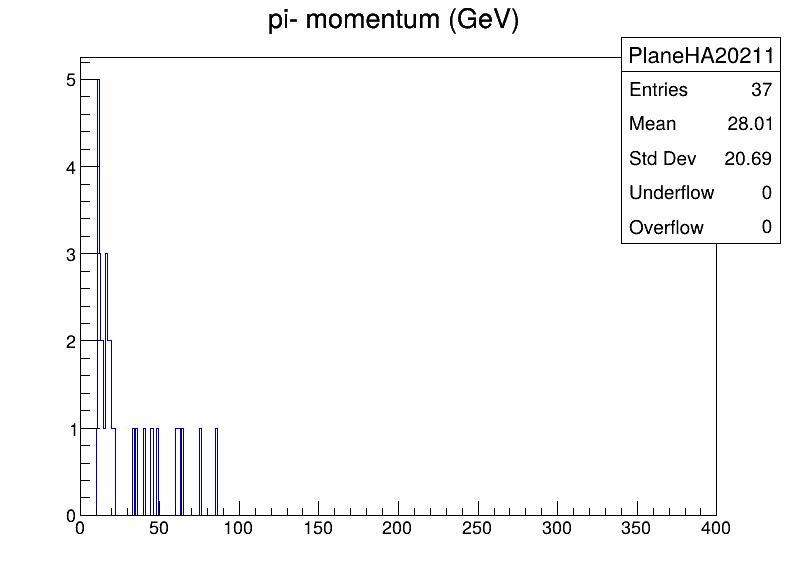 pi- momentum (GeV)
PlaneHA20211
Entries 37
Mean 28.01
Std Dev 20.69
Underflow 0
Overflow 0
5
4
3
2
1
0
0 50 100 150 200 250 300 350 400